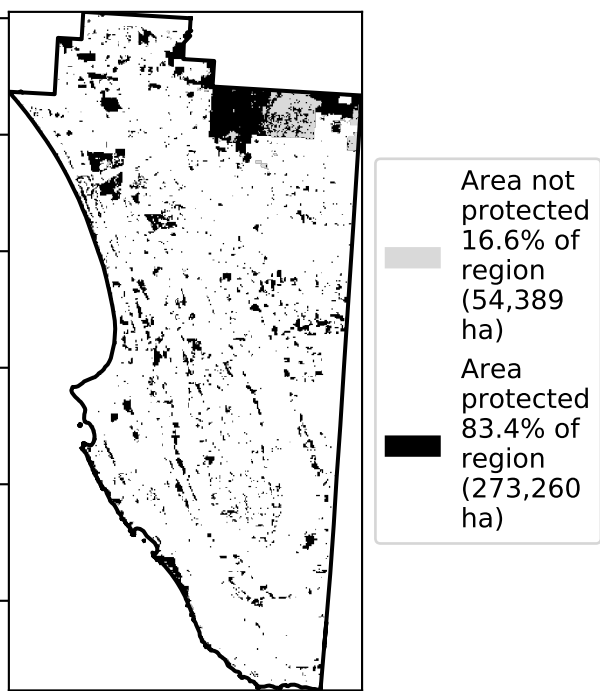 Area not
protected
16.6% of
region
(54,389
ha)
Area
protected
83.4% of
region
(273,260
ha)